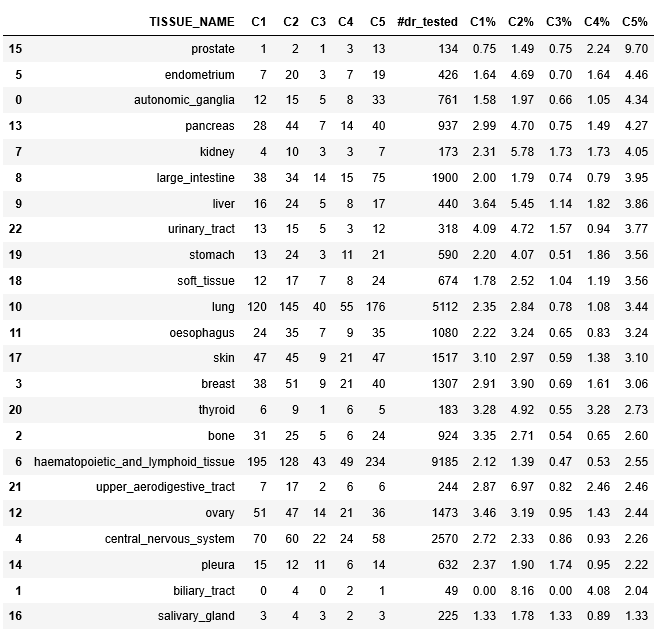 TISSUE_NAME C1 C2 C3 C4 C5 #dr_tested C1% C2% C3% C4% C5%
15 prostate 1 2 1 3 13 134 0.75 1.49 0.75 2.24 9.70
5 endometrium 7 20 3 7 19 426 1.64 4.69 0.70 1.64 4.46
0 autonomic_ganglia 12 15 5 8 33 761 1.58 1.97 0.66 1.05 4.34
13 pancreas 28 44 7 14 40 937 2.99 4.70 0.75 1.49 4.27
7 kidney 4 10 3 3 7 173 2.31 5.78 1.73 1.73 4.05
8 large_intestine 38 34 14 15 75 1900 2.00 1.79 0.74 0.79 3.95
9 liver 16 24 5 8 17 440 3.64 5.45 1.14 1.82 3.86
22 urinary_tract 13 15 5 3 12 318 4.09 4.72 1.57 0.94 3.77
19 stomach 13 24 3 11 21 590 2.20 4.07 0.51 1.86 3.56
18 soft_tissue 12 17 7 8 24 674 1.78 2.52 1.04 1.19 3.56
10 lung 120 145 40 55 176 5112 2.35 2.84 0.78 1.08 3.44
11 oesophagus 24 35 7 9 35 1080 2.22 3.24 0.65 0.83 3.24
17 skin 47 45 9 21 47 1517 3.10 2.97 0.59 1.38 3.10
3 breast 38 51 9 21 40 1307 2.91 3.90 0.69 1.61 3.06
20 thyroid 6 9 1 6 5 183 3.28 4.92 0.55 3.28 2.73
2 bone 31 25 5 6 24 924 3.35 2.71 0.54 0.65 2.60
6 haematopoietic_and_lymphoid_tissue 195 128 43 49 234 9185 2.12 1.39 0.47 0.53 2.55
21 upper_aerodigestive_tract 7 17 2 6 6 244 2.87 6.97 0.82 2.46 2.46
12 ovary 51 47 14 21 36 1473 3.46 3.19 0.95 1.43 2.44
4 central_nervous_system 70 60 22 24 58 2570 2.72 2.33 0.86 0.93 2.26
14 pleura 15 12 11 6 14 632 2.37 1.90 1.74 0.95 2.22
1 biliary_tract 0 4 0 2 1 49 0.00 8.16 0.00 4.08 2.04
16 salivary_gland 3 4 3 2 3 225 1.33 1.78 1.33 0.89 1.33